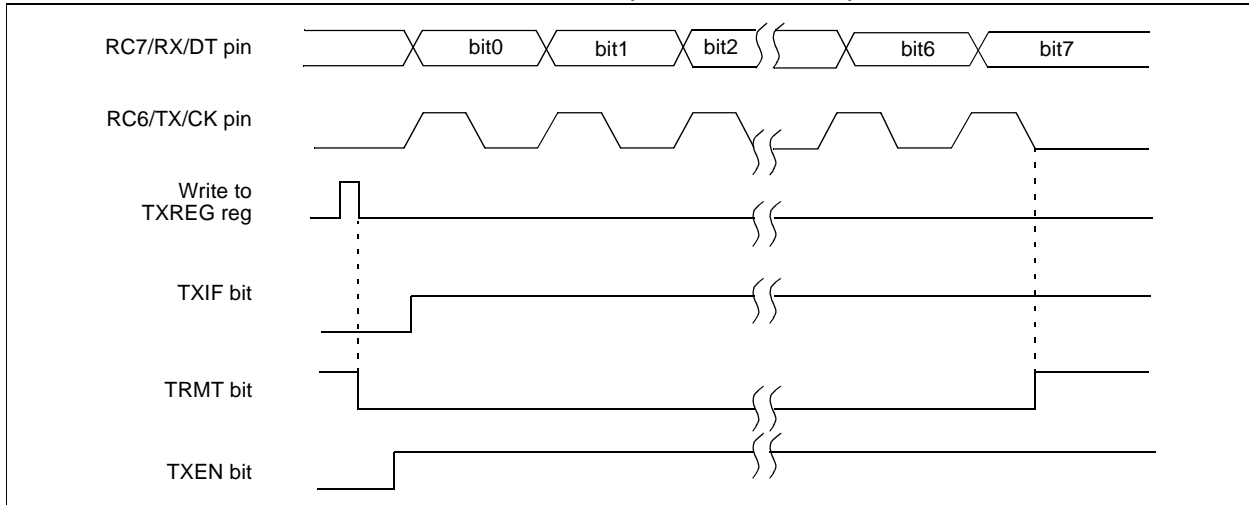 RC7/RX/DT pin
bit0 bit1 bit2 bit6 bit7
RC6/TX/CK pin
Write to
TXREG reg
TXIF bit
TRMT bit
TXEN bit